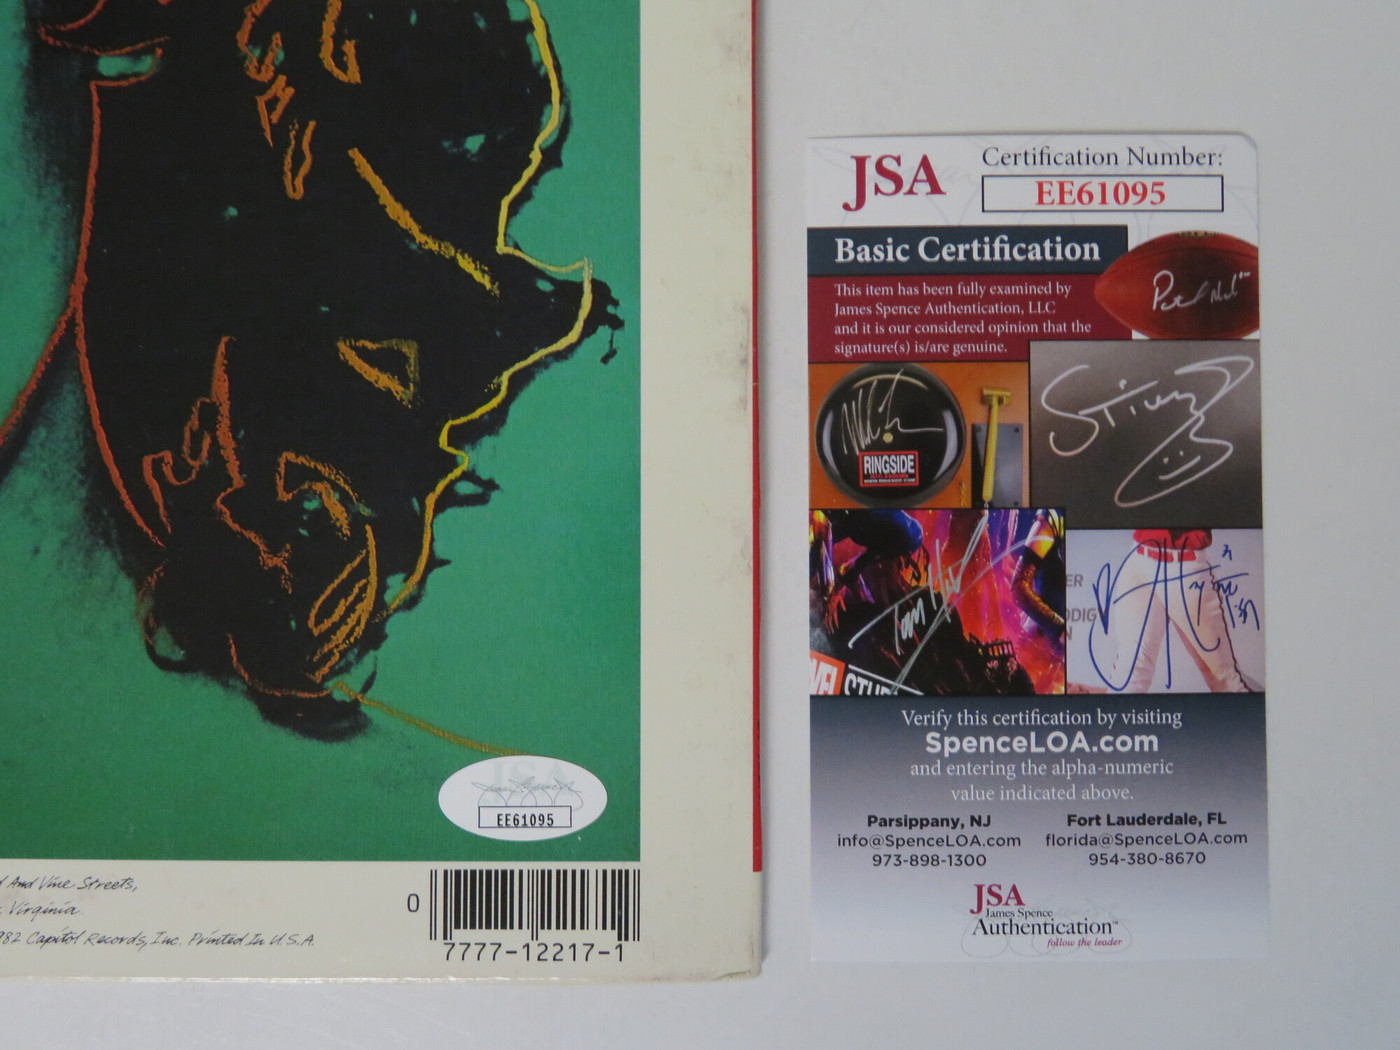 JSA
EE61095
d And Vine Streets,
Virginia.
982 Capitol Records, Inc. Printed In U.S.A.
0
7777-12217-1
JSA
Certification Number:
EE61095
Basic Certification
This item has been fully examined by
James Spence Authentication, LLC
and it is our considered opinion that the
signature(s) is/are genuine.
RINGSIDE
Verify this certification by visiting
SpenceLOA.com
and entering the alpha-numeric
value indicated above.
Parsippany, NJ
info@SpenceLOA.com
973-898-1300
Fort Lauderdale, FL
florida@SpenceLOA.com
954-380-8670
JSA
James Spence
Authentication™
follow the leader